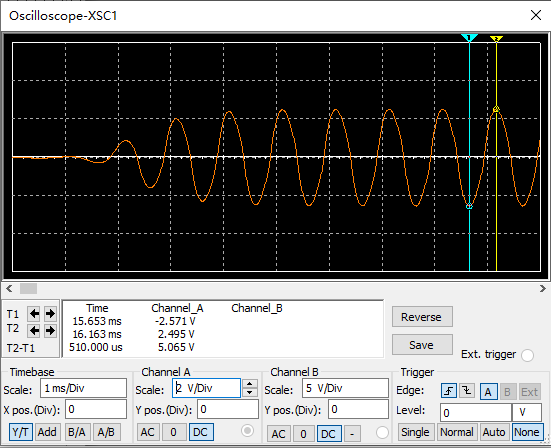 Oscilloscope-XSC1
1
2
T1
T2
T2-T1
Time Channel_A Channel_B
15.653 ms -2.571 V
16.163 ms 2.495 V
510.000 us 5.065 V
Reverse
Save
Ext. trigger
Timebase
Scale: 1 ms/Div
X pos.(Div): 0
Y/T Add B/A A/B
Channel A
Scale: 2 V/Div
Y pos.(Div): 0
AC 0 DC
Channel B
Scale: 5 V/Div
Y pos.(Div): 0
AC 0 DC -
Trigger
Edge: A B Ext
Level: 0 V
Single Normal Auto None